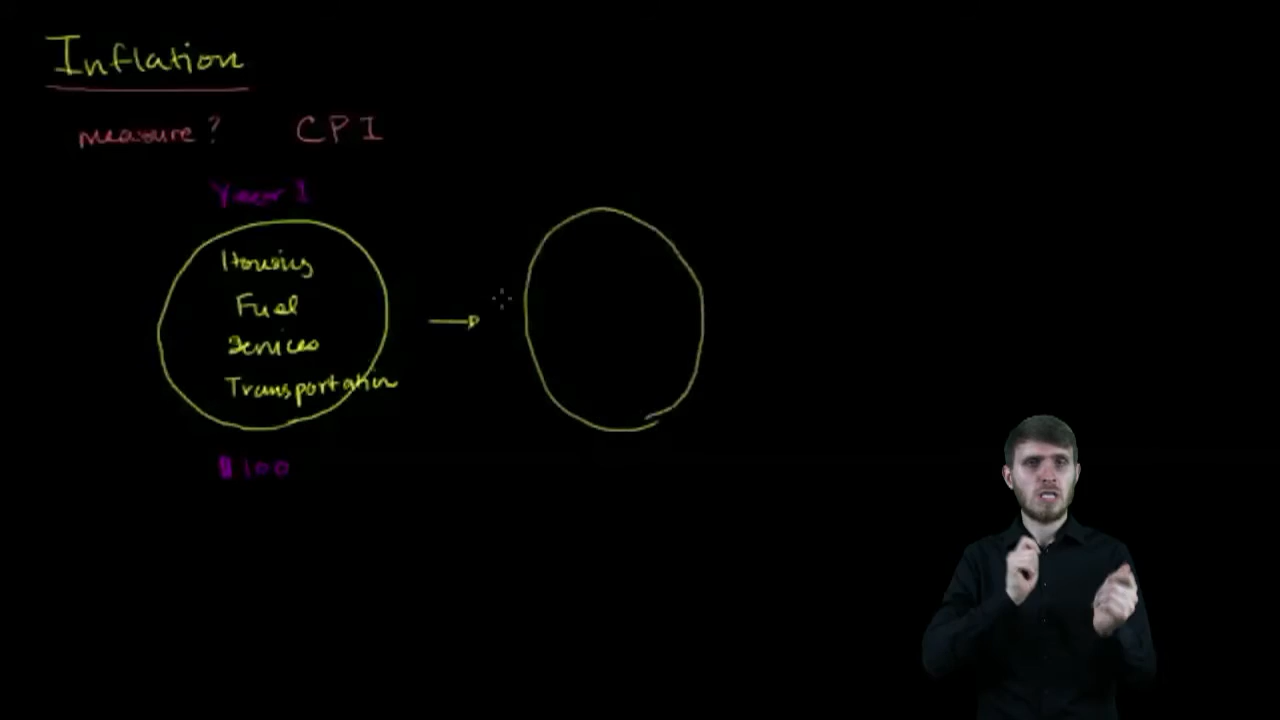 Inflation
measure? CPI
Year 1
Housing
Fuel
Services
Transportation
$100